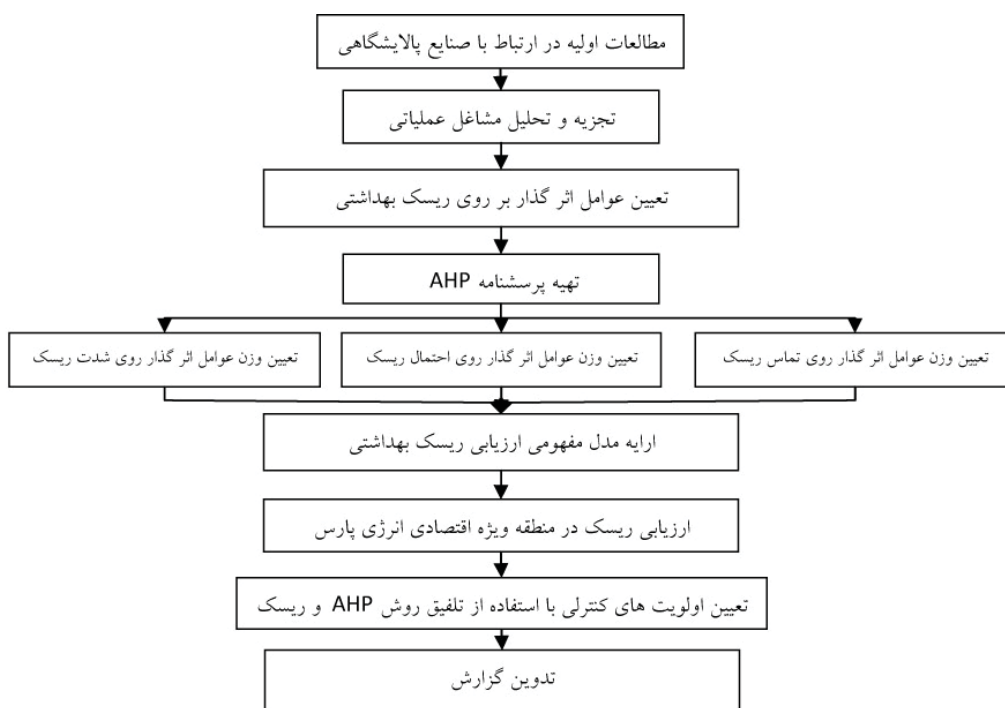 مطالعات اولیه در ارتباط با صنایع پالایشگاهی
تجزیه و تحلیل مشاغل عملیاتی
تعیین عوامل اثر گذار بر روی ریسک بهداشتی
تهیه پرسشنامه AHP
تعیین وزن عوامل اثر گذار روی تماس ریسک
تعیین وزن عوامل اثر گذار روی احتمال ریسک
تعیین وزن عوامل اثر گذار روی شدت ریسک
ارایه مدل مفهومی ارزیابی ریسک بهداشتی
ارزیابی ریسک در منطقه ویژه اقتصادی انرژی پارس
تعیین اولویت های کنترلی با استفاده از تلفیق روش AHP و ریسک
تدوین گزارش